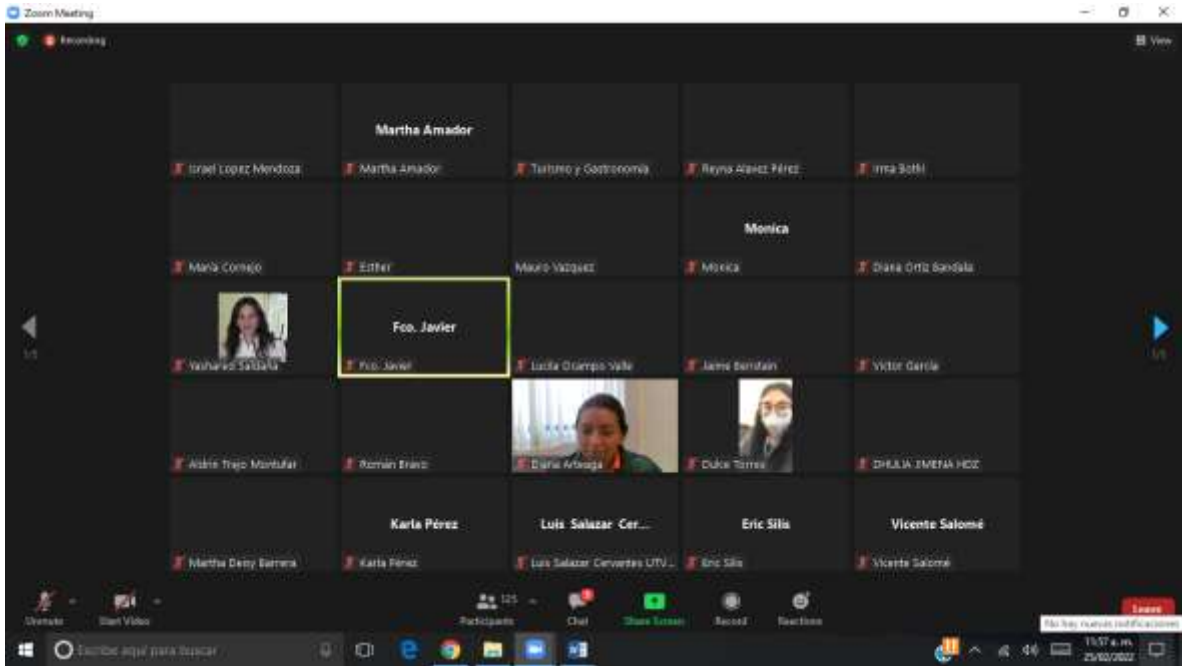 Zoom Meeting
Recording
View
Martha Amador
Israel Lopez Mendoza
Martha Amador
Turismo y Gastronomía
Reyna Alavez Pérez
Irma Bothi
Monica
María Cornejo
Esther
Mauro Vazquez
Monica
Diana Ortiz Bandala
Fco. Javier
Saldaña
Fco. Javier
Lucila Ocampo Valle
Jaime Bernstain
Victor García
Aldrin Trejo Montufar
Román Bravo
Diana Arteaga
Dulce Torres
DHULIA XIMENA HDZ
Karla Pérez
Luis Salazar Cer...
Eric Silis
Vicente Salomé
Martha Deisy Barrera
Karla Pérez
Luis Salazar Cervantes UTV...
Eric Silis
Vicente Salomé
Unmute
Start Video
Participants
125
Chat
Share Screen
Record
Reactions
Leave
No hay nuevas notificaciones
Escribe aquí para buscar
11:57 a. m.
25/02/2022